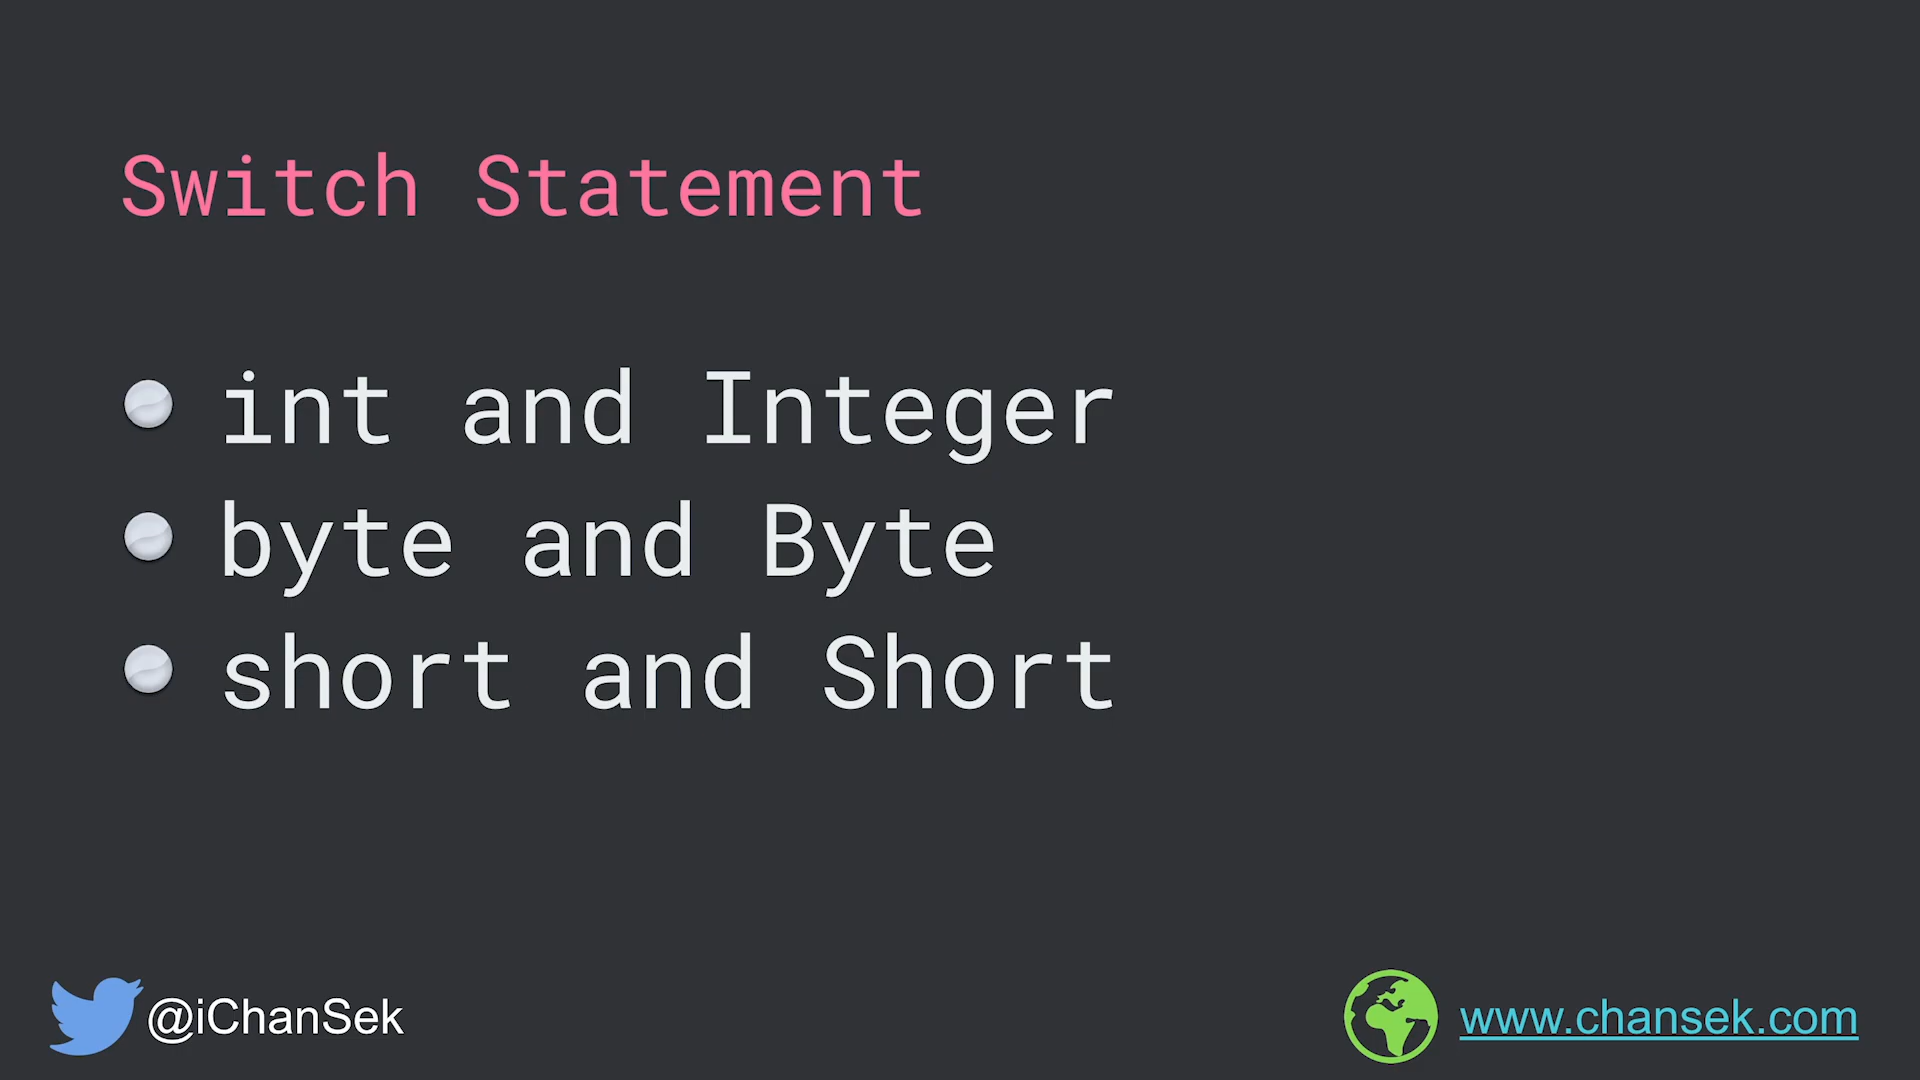 Switch Statement
int and Integer
byte and Byte
short and Short
@iChanSek
www.chansek.com